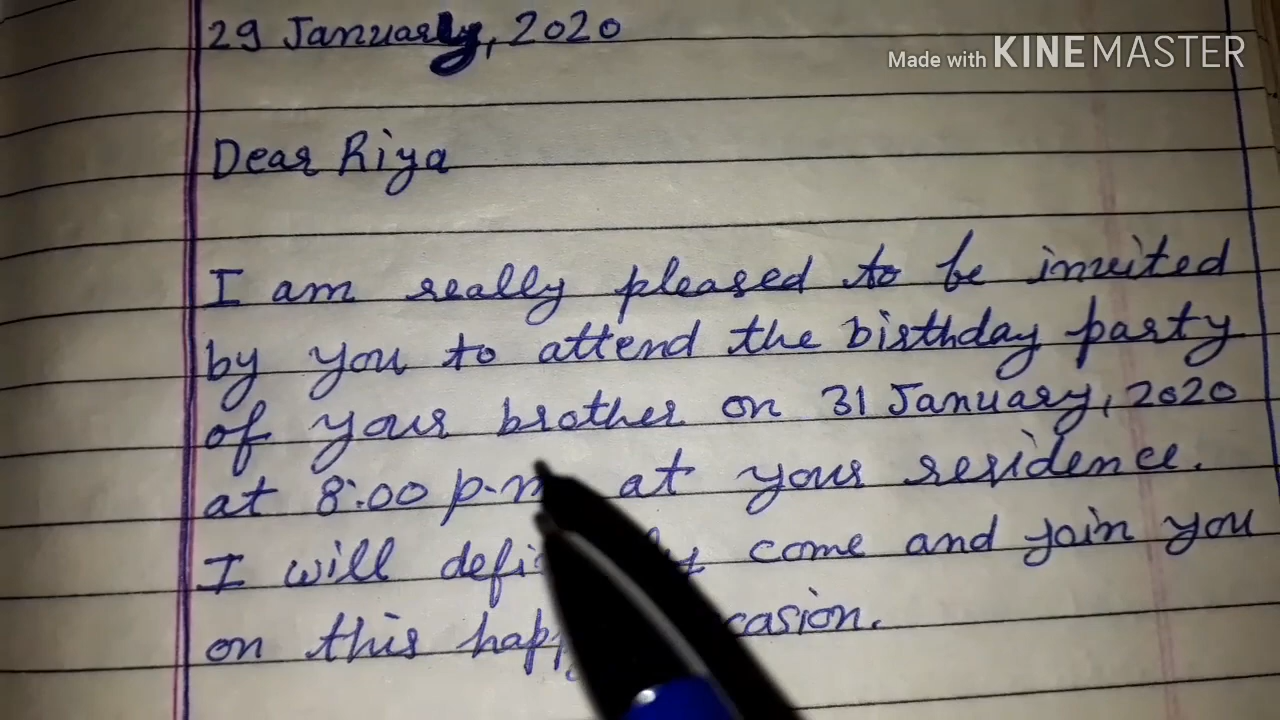 29 January, 2020
Made with KINEMASTER
Dear Riya
I am really pleased to be invited
by you to attend the birthday party
of your brother on 31 January, 2020
at 8:00 p.m at your residence.
I will come and join you
on this